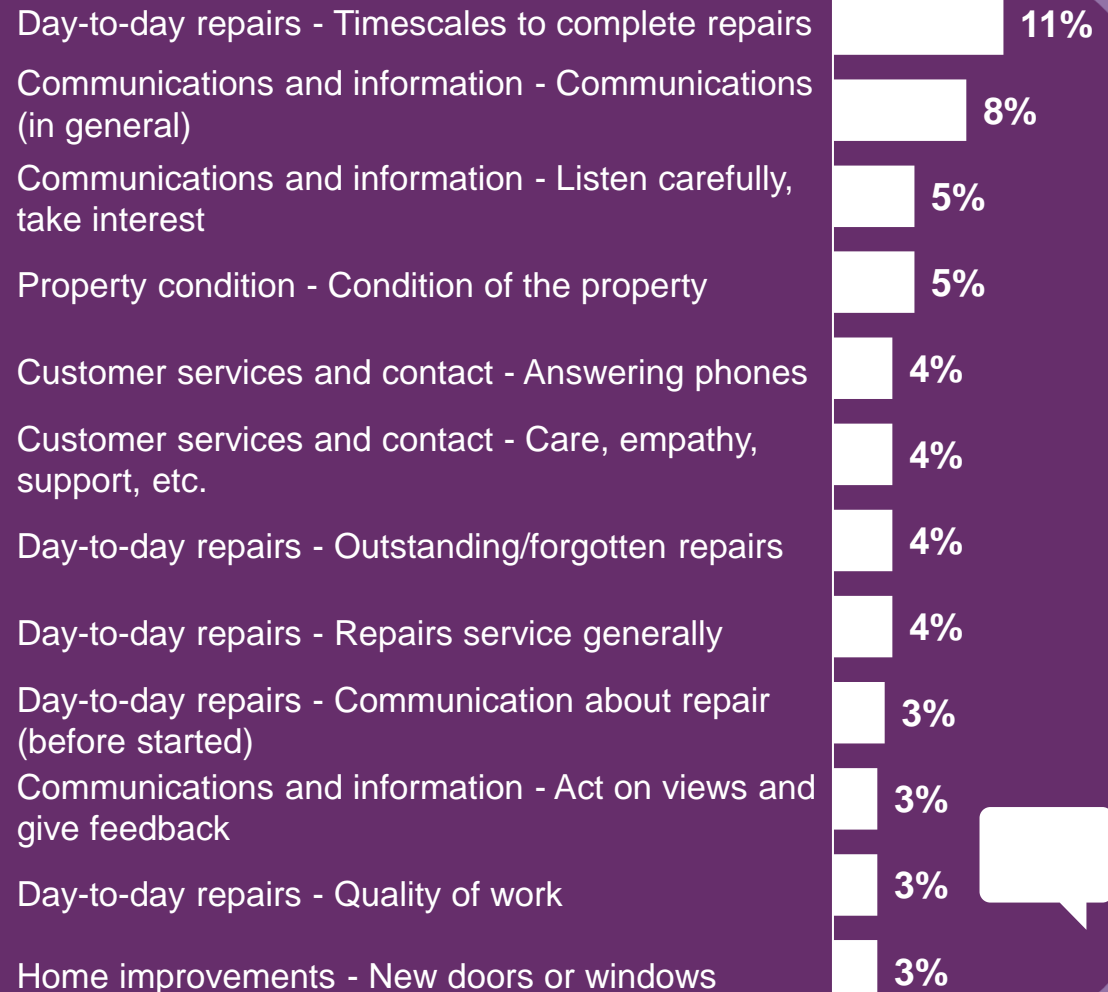 Day-to-day repairs - Timescales to complete repairs 11%
Communications and information - Communications
(in general)
8%
Communications and information - Listen carefully,
take interest
5%
Property condition - Condition of the property 5%
Customer services and contact - Answering phones 4%
Customer services and contact - Care, empathy,
support, etc.
4%
Day-to-day repairs - Outstanding/forgotten repairs 4%
Day-to-day repairs - Repairs service generally 4%
Day-to-day repairs - Communication about repair
(before started)
3%
Communications and information - Act on views and
give feedback
3%
Day-to-day repairs - Quality of work 3%
Home improvements - New doors or windows 3%